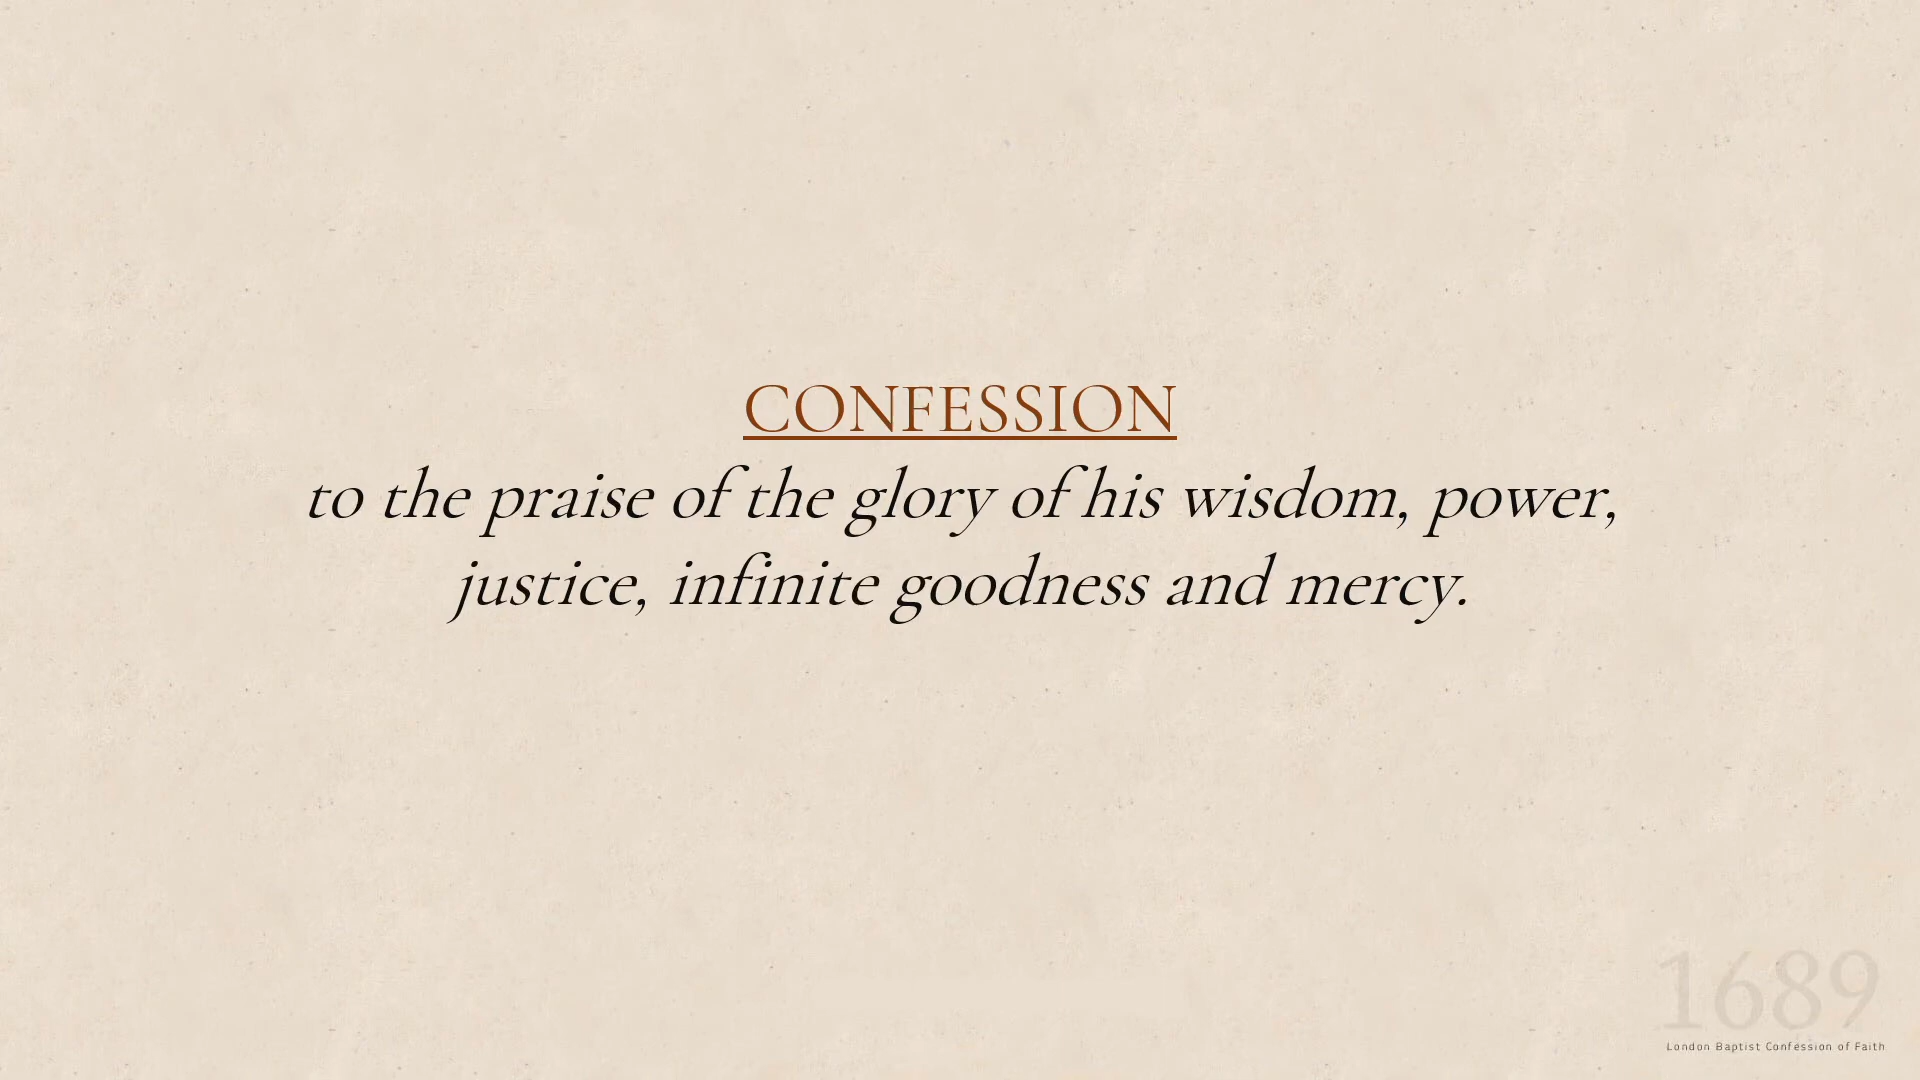 CONFESSION
to the praise of the glory of his wisdom, power,
justice, infinite goodness and mercy.
1689
London Baptist Confession of Faith